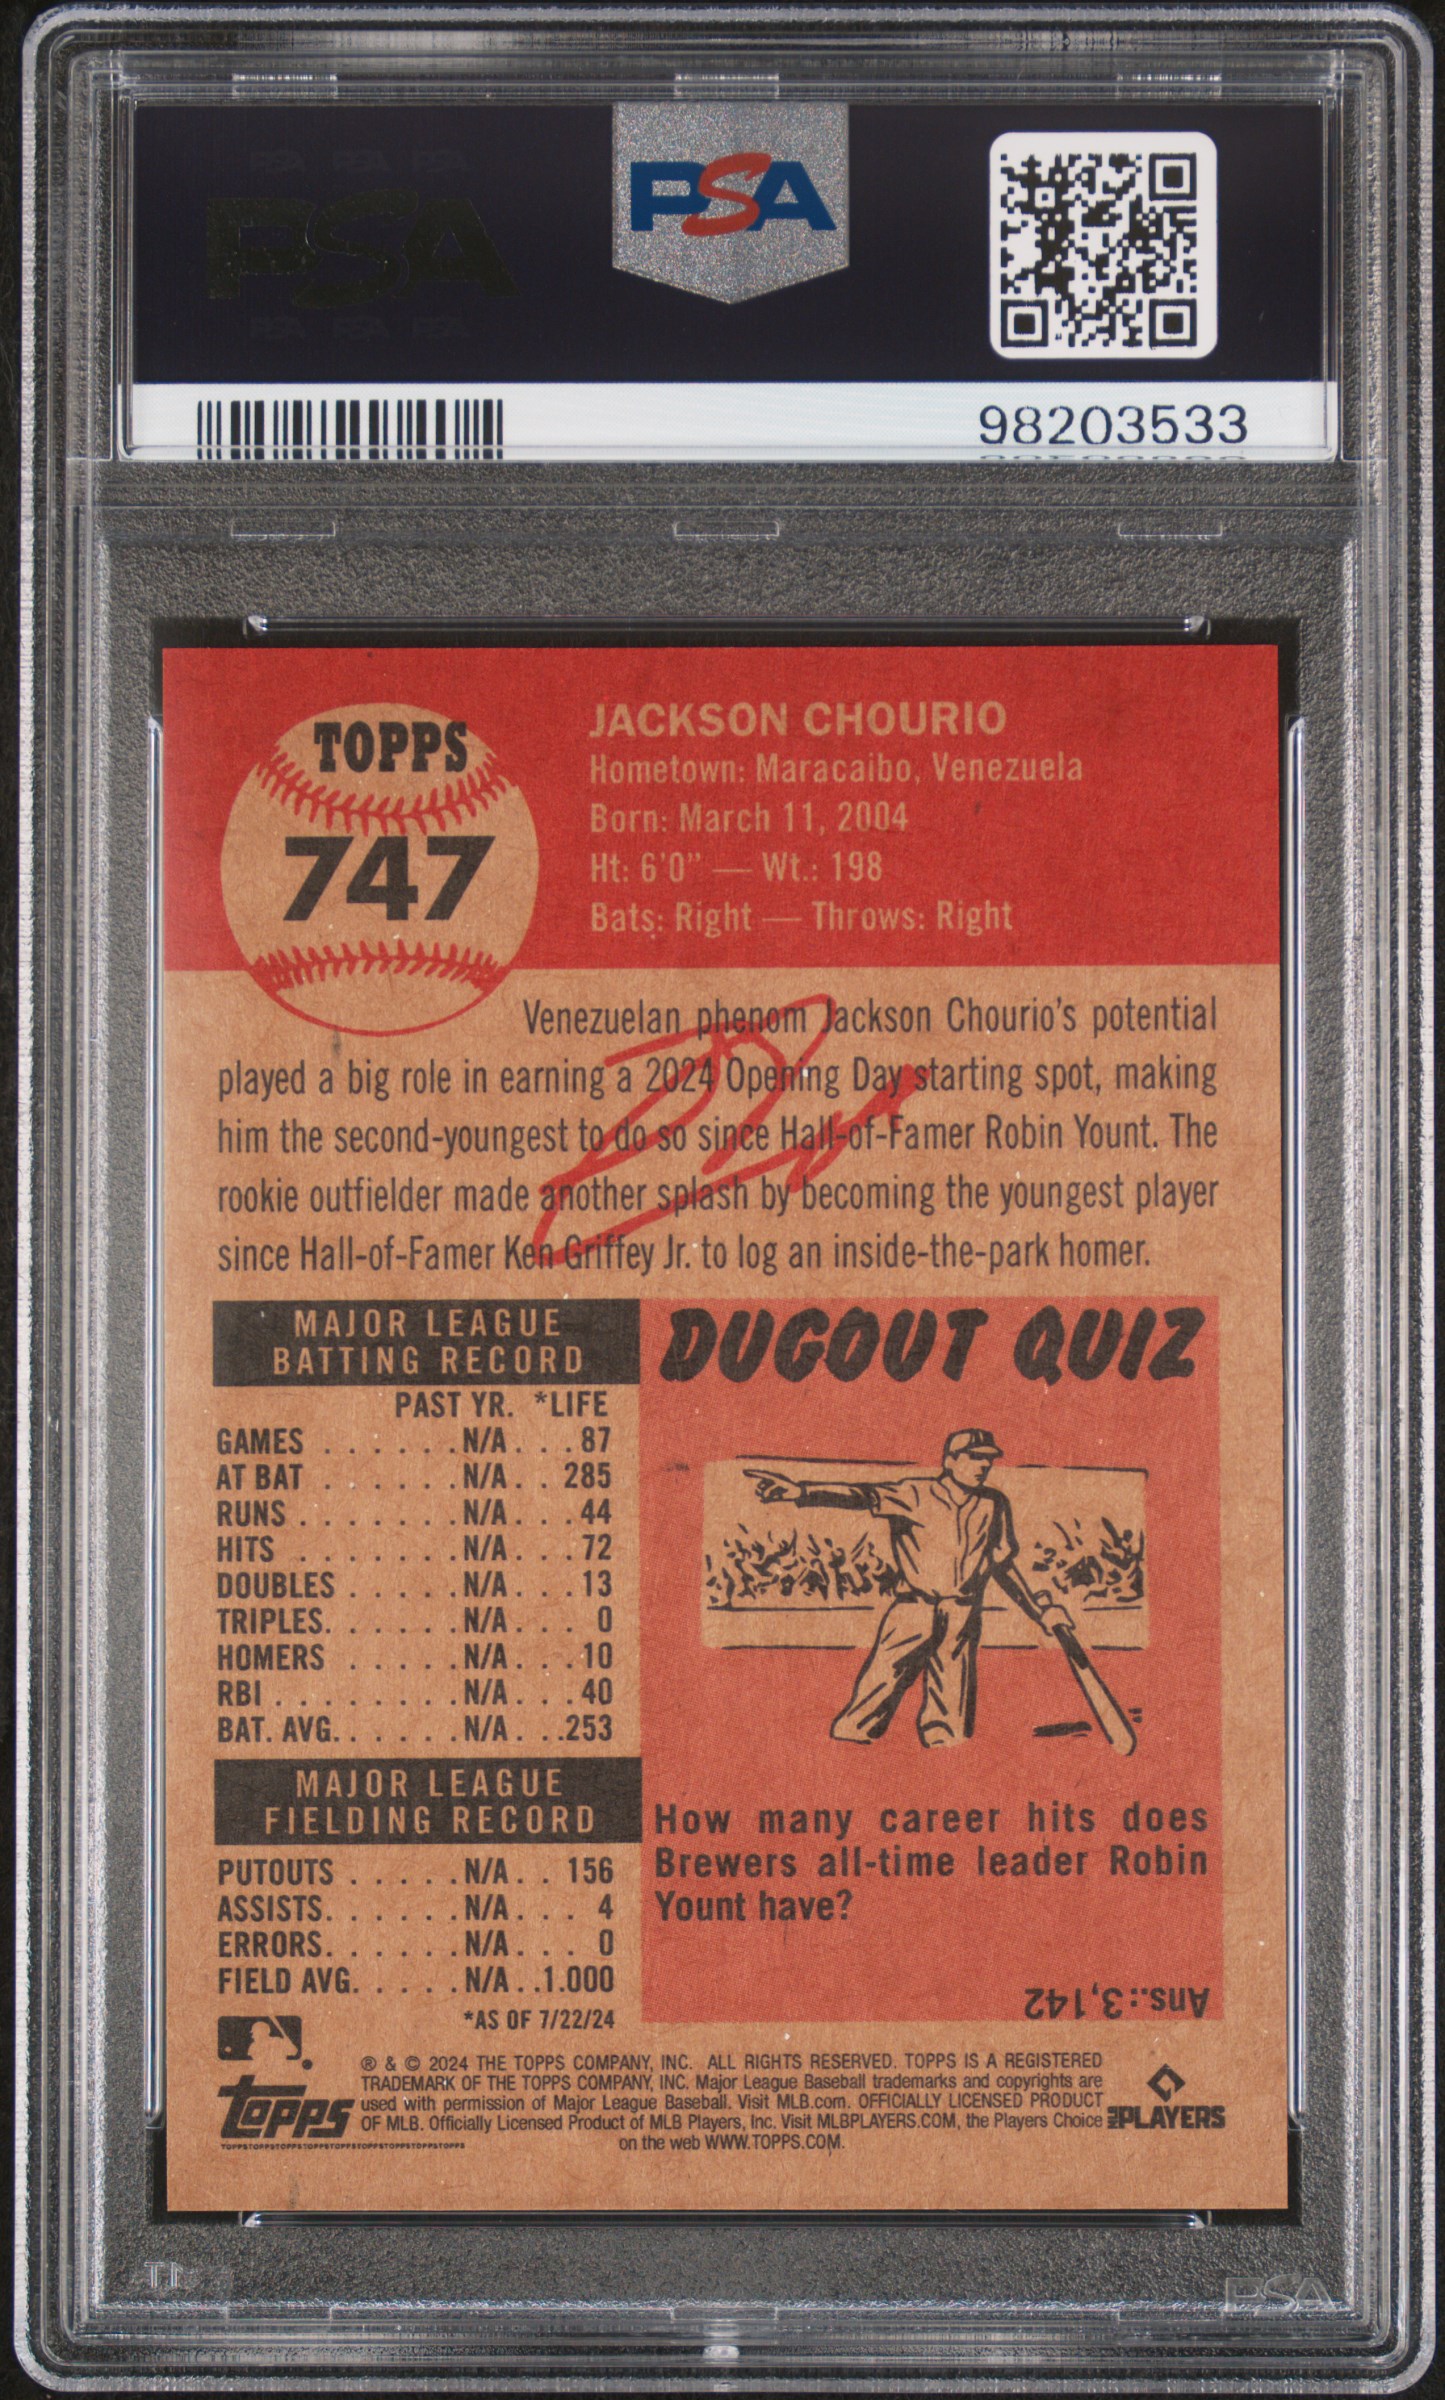 PSA PSA PSA
PSA
PSA PSA PSA
PSA
98203533
TOPPS
747
JACKSON CHOURIO
Hometown: Maracaibo, Venezuela
Born: March 11, 2004
Ht: 6'0" — Wt.: 198
Bats: Right — Throws: Right
Venezuelan phenom Jackson Chourio's potential
played a big role in earning a 2024 Opening Day starting spot, making
him the second-youngest to do so since Hall-of-Famer Robin Yount. The
rookie outfielder made another splash by becoming the youngest player
since Hall-of-Famer Ken Griffey Jr. to log an inside-the-park homer.
MAJOR LEAGUE
BATTING RECORD
PAST YR. *LIFE
GAMES . . . . . . N/A . . . 87
AT BAT . . . . . . N/A . . 285
RUNS . . . . . . . N/A . . . 44
HITS . . . . . . . N/A . . . 72
DOUBLES . . . . . N/A . . . 13
TRIPLES. . . . . . N/A . . . 0
HOMERS . . . . . N/A . . . 10
RBI . . . . . . . . N/A . . . 40
BAT. AVG. . . . . . N/A . . .253
MAJOR LEAGUE
FIELDING RECORD
PUTOUTS . . . . . N/A . . 156
ASSISTS. . . . . . N/A . . . 4
ERRORS. . . . . . N/A . . . 0
FIELD AVG. . . . . N/A . .1.000
*AS OF 7/22/24
DUGOUT QUIZ
How many career hits does
Brewers all-time leader Robin
Yount have?
Ans.:3,142
® & © 2024 THE TOPPS COMPANY, INC. ALL RIGHTS RESERVED. TOPPS IS A REGISTERED
TRADEMARK OF THE TOPPS COMPANY, INC. Major League Baseball trademarks and copyrights are
used with permission of Major League Baseball. Visit MLB.com. OFFICIALLY LICENSED PRODUCT
OF MLB. Officially Licensed Product of MLB Players, Inc. Visit MLBPLAYERS.COM, the Players Choice
on the web WWW.TOPPS.COM.
topps
TOPPSTOPPSTOPPSTOPPSTOPPSTOPPSTOPPSTOPPSTOPPS
PLAYERS
PSA